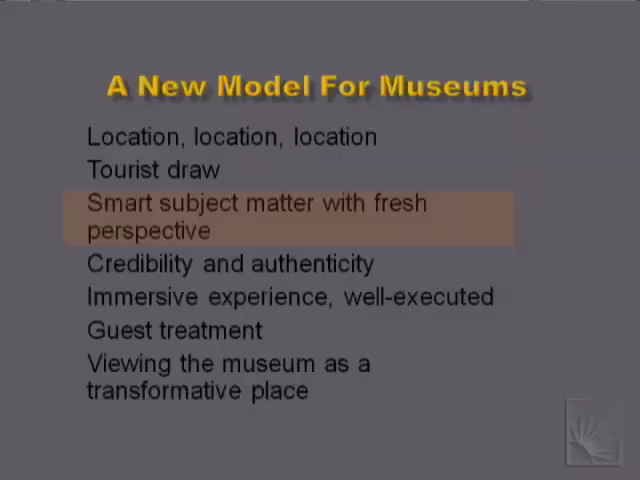 A New Model For Museums
Location, location, location
Tourist draw
Smart subject matter with fresh
perspective
Credibility and authenticity
Immersive experience, well-executed
Guest treatment
Viewing the museum as a
transformative place